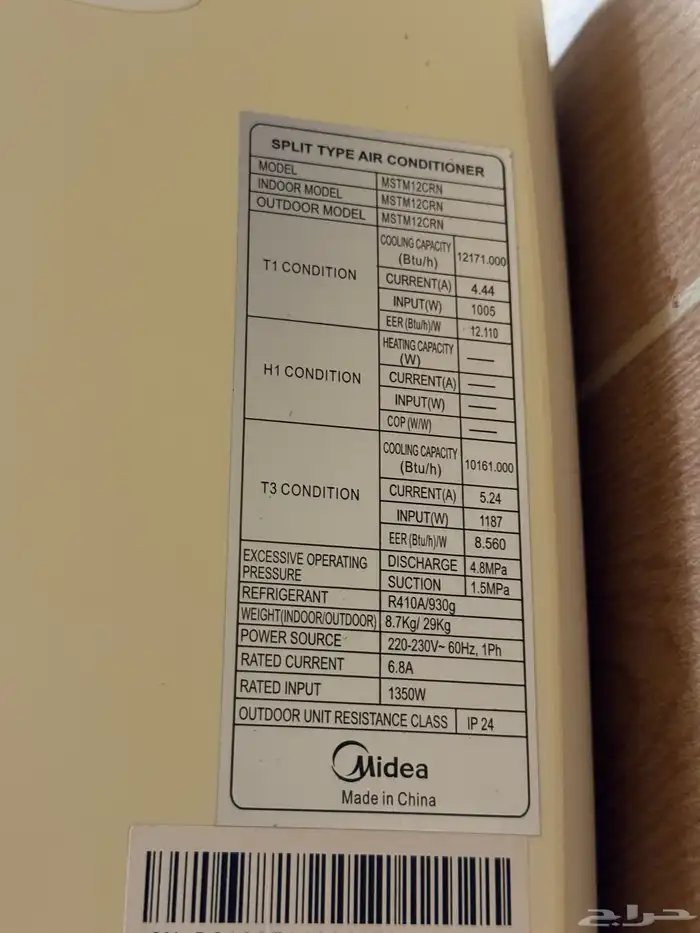 SPLIT TYPE AIR CONDITIONER
MODEL MSTM12CRN
INDOOR MODEL MSTM12CRN
OUTDOOR MODEL MSTM12CRN
T1 CONDITION
COOLING CAPACITY (Btu/h) 12171.000
CURRENT(A) 4.44
INPUT(W) 1005
EER (Btu/h)/W 12.110
H1 CONDITION
HEATING CAPACITY (W) —
CURRENT(A) —
INPUT(W) —
COP (W/W) —
T3 CONDITION
COOLING CAPACITY (Btu/h) 10161.000
CURRENT(A) 5.24
INPUT(W) 1187
EER (Btu/h)/W 8.560
EXCESSIVE OPERATING PRESSURE
DISCHARGE 4.8MPa
SUCTION 1.5MPa
REFRIGERANT R410A/930g
WEIGHT(INDOOR/OUTDOOR) 8.7Kg/ 29Kg
POWER SOURCE 220-230V~ 60Hz, 1Ph
RATED CURRENT 6.8A
RATED INPUT 1350W
OUTDOOR UNIT RESISTANCE CLASS IP 24
Midea
Made in China
حراج